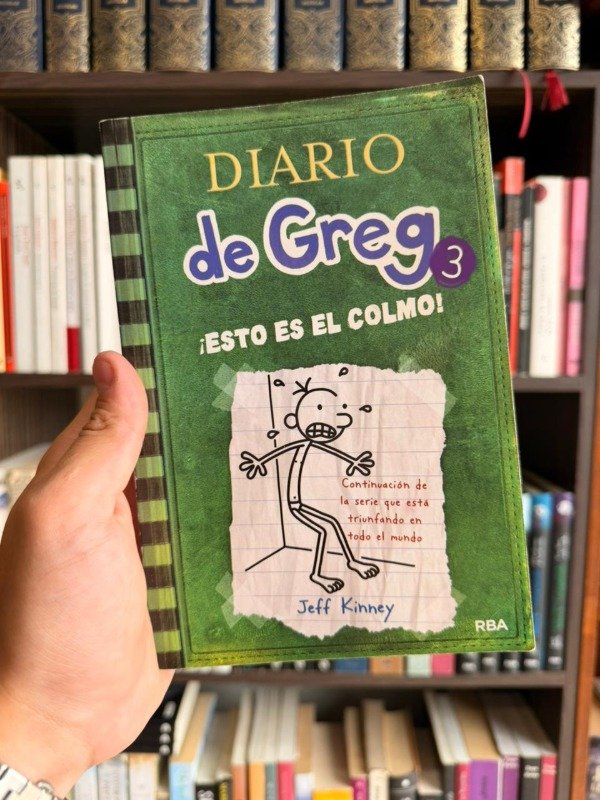 DIARIO
de Greg
3
¡ESTO ES EL COLMO!
Continuación de
la serie que está
triunfando en
todo el mundo
Jeff Kinney
RBA